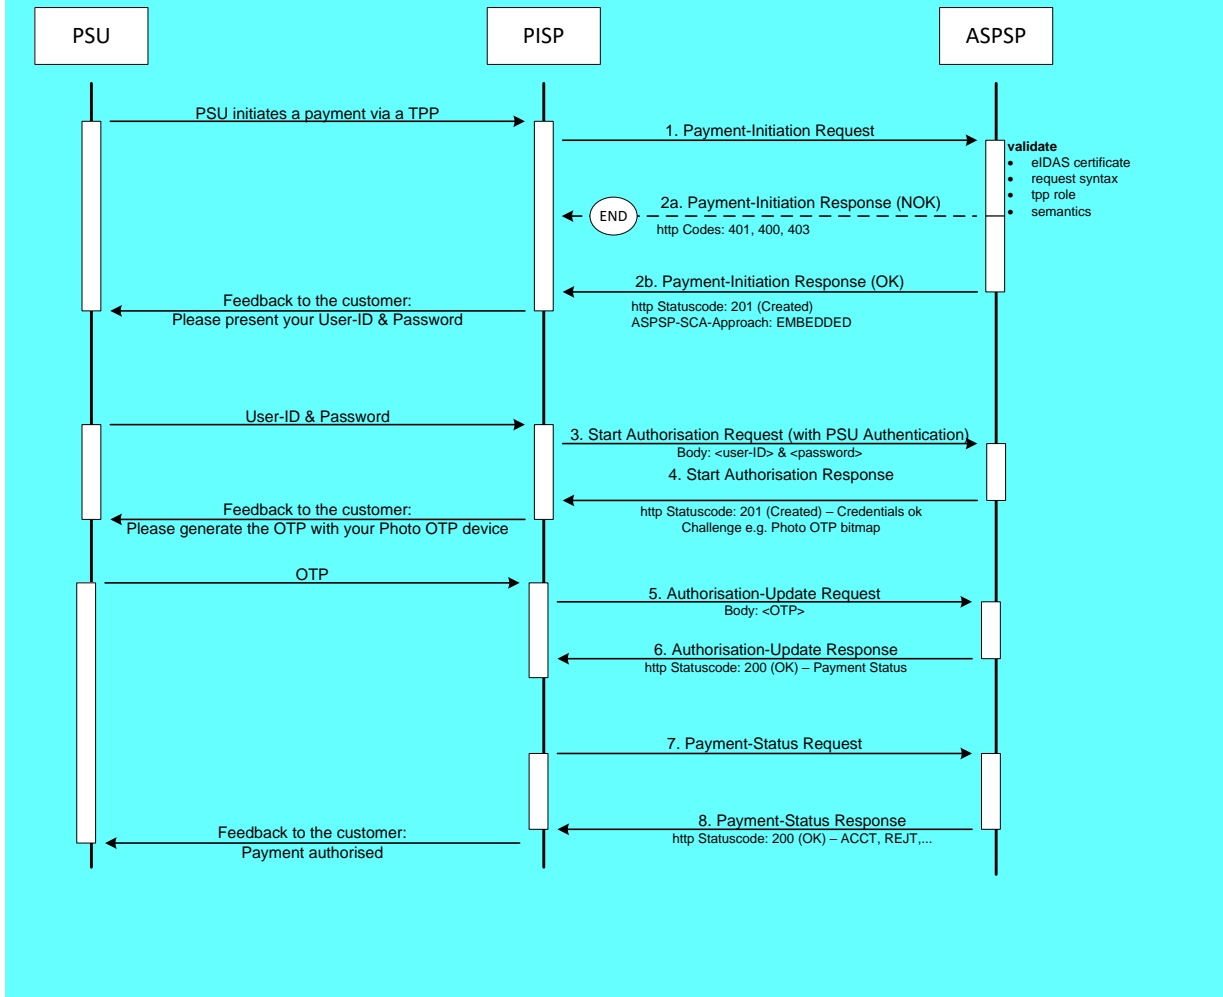 PSU
PISP
ASPSP
PSU initiates a payment via a TPP
1. Payment-Initiation Request
validate
• eIDAS certificate
• request syntax
• tpp role
• semantics
2a. Payment-Initiation Response (NOK)
END
http Codes: 401, 400, 403
2b. Payment-Initiation Response (OK)
http Statuscode: 201 (Created)
ASPSP-SCA-Approach: EMBEDDED
Feedback to the customer:
Please present your User-ID & Password
User-ID & Password
3. Start Authorisation Request (with PSU Authentication)
Body: <user-ID> & <password>
4. Start Authorisation Response
http Statuscode: 201 (Created) – Credentials ok
Challenge e.g. Photo OTP bitmap
Feedback to the customer:
Please generate the OTP with your Photo OTP device
OTP
5. Authorisation-Update Request
Body: <OTP>
6. Authorisation-Update Response
http Statuscode: 200 (OK) – Payment Status
7. Payment-Status Request
8. Payment-Status Response
http Statuscode: 200 (OK) – ACCT, REJT,...
Feedback to the customer:
Payment authorised